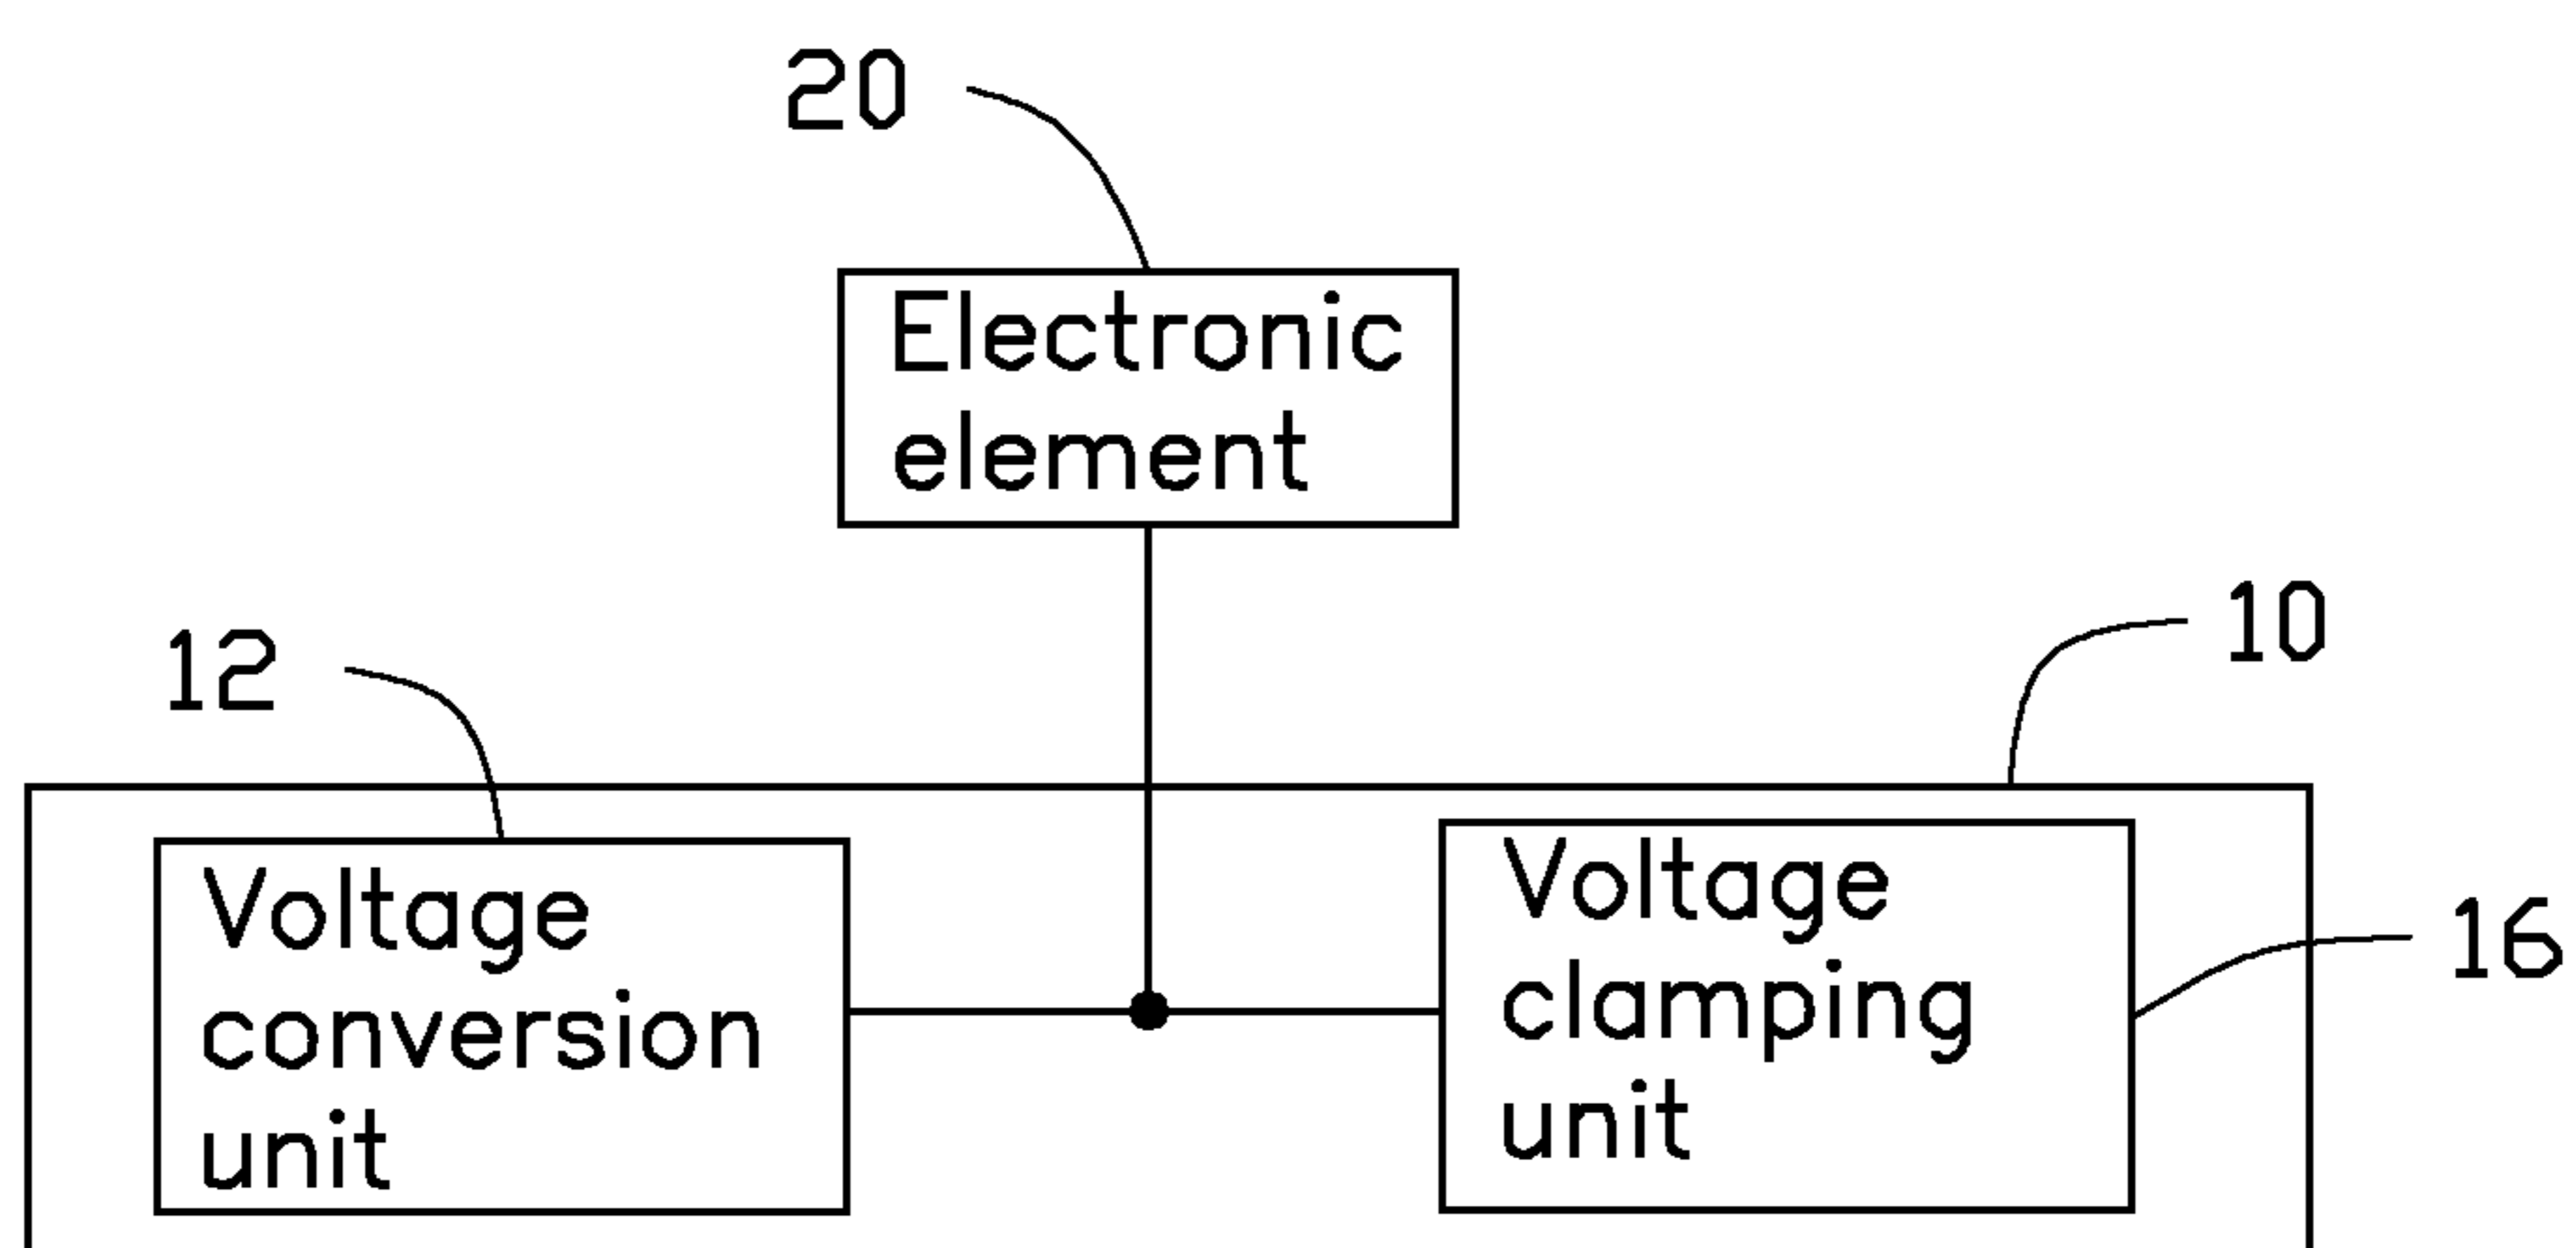 20
Electronic
element
10
12
Voltage
conversion
unit
Voltage
clamping
unit
16